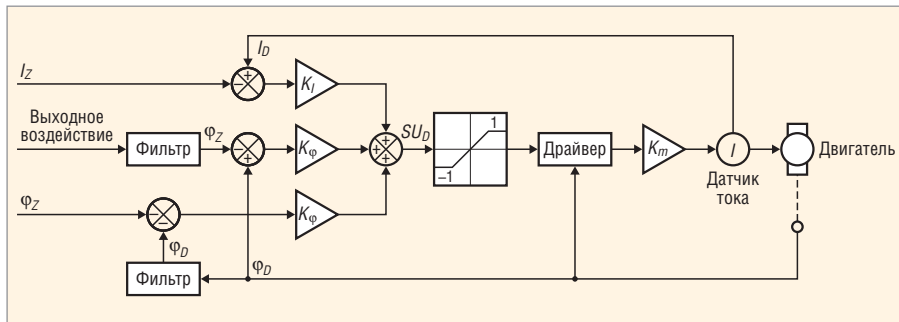 I_D
I_Z
K_I
Выходное
воздействие
φ_Z
Фильтр
K_φ
SU_D
1
−1
Драйвер
K_m
I
Двигатель
Датчик
тока
φ_Z
K_φ
φ_D
φ_D
Фильтр
− +
− +
+
+ +
+
− −